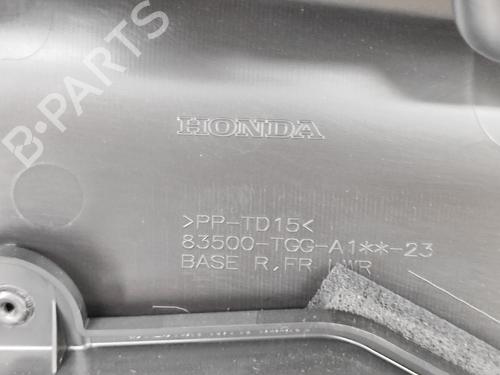 B-PARTS
HONDA
>PP-TD15<
83500-TGG-A1**-23
BASE R,FR LWR